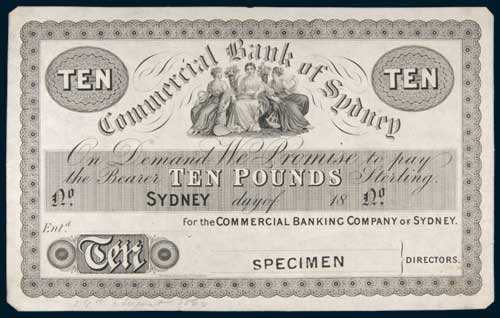 TEN
Commercial Bank of Sydney
TEN
On Demand We Promise to pay
the Bearer TEN POUNDS Sterling.
No SYDNEY day of 18 No
Entd
For the COMMERCIAL BANKING COMPANY OF SYDNEY.
Ten
SPECIMEN
DIRECTORS.